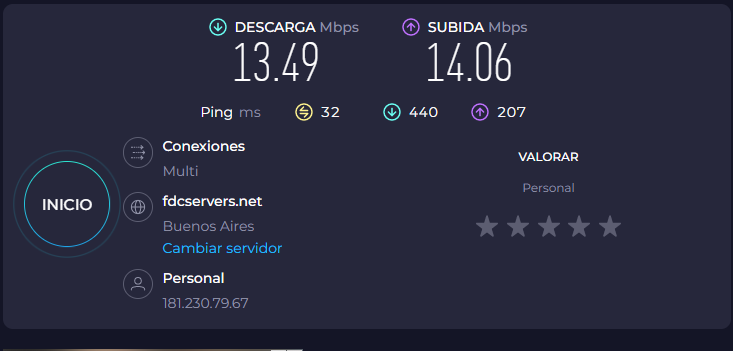 DESCARGA Mbps SUBIDA Mbps
13.49 14.06
Ping ms 32 440 207
INICIO
Conexiones
Multi
fdcservers.net
Buenos Aires
Cambiar servidor
Personal
181.230.79.67
VALORAR
Personal